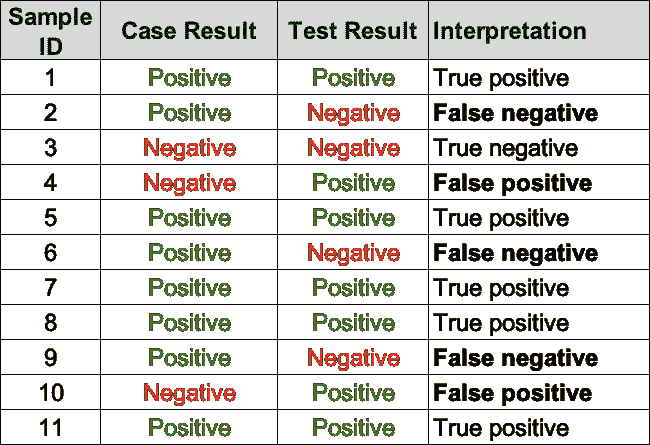 Sample ID Case Result Test Result Interpretation
1 Positive Positive True positive
2 Positive Negative False negative
3 Negative Negative True negative
4 Negative Positive False positive
5 Positive Positive True positive
6 Positive Negative False negative
7 Positive Positive True positive
8 Positive Positive True positive
9 Positive Negative False negative
10 Negative Positive False positive
11 Positive Positive True positive